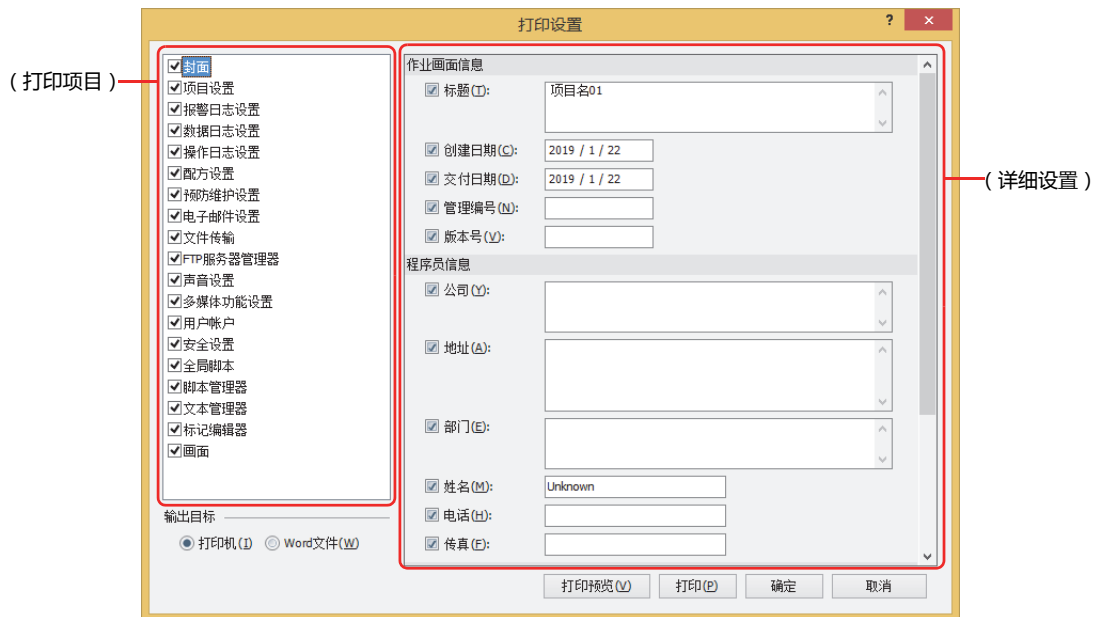 打印设置
?
×
(打印项目)
封面
项目设置
报警日志设置
数据日志设置
操作日志设置
配方设置
预防维护设置
电子邮件设置
文件传输
FTP服务器管理器
声音设置
多媒体功能设置
用户帐户
安全设置
全局脚本
脚本管理器
文本管理器
标记编辑器
画面
输出目标
打印机(I) Word文件(W)
作业画面信息
标题(T): 项目名01
创建日期(C): 2019 / 1 / 22
交付日期(D): 2019 / 1 / 22
管理编号(N):
版本号(V):
程序员信息
公司(Y):
地址(A):
部门(E):
姓名(M): Unknown
电话(H):
传真(F):
(详细设置)
打印预览(V) 打印(P) 确定 取消